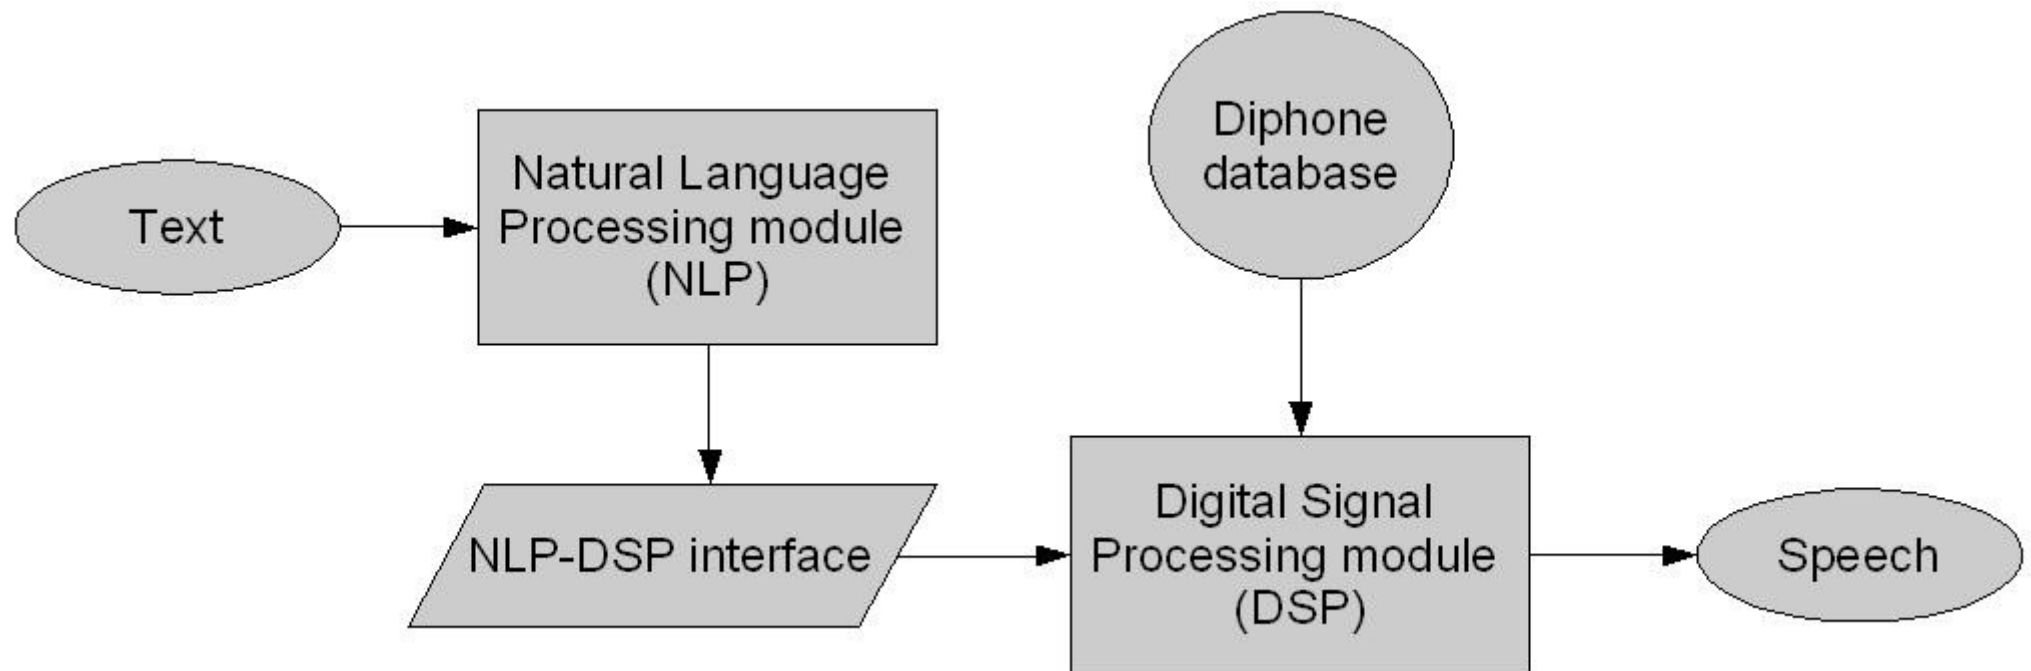 Text
Natural Language
Processing module
(NLP)
Diphone
database
NLP-DSP interface
Digital Signal
Processing module
(DSP)
Speech